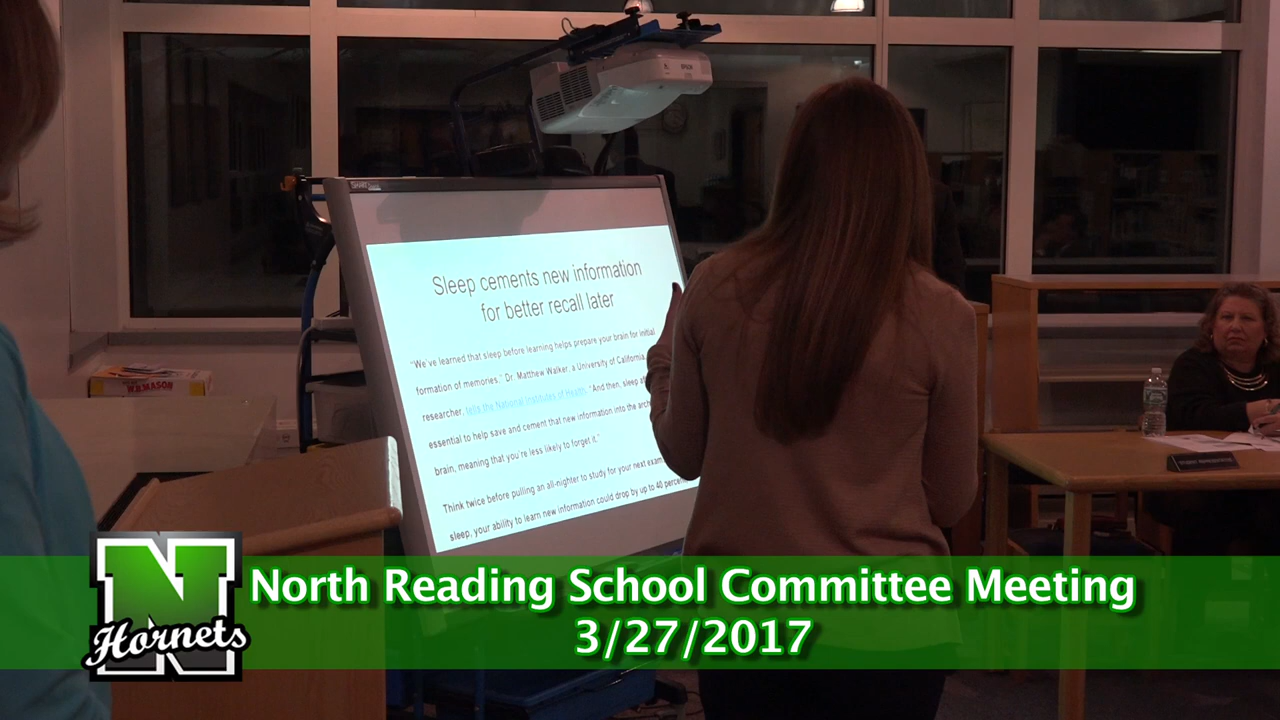 EPSON
Sleep cements new information
for better recall later
"We've learned that sleep before learning helps prepare your brain for initial
formation of memories." Dr. Matthew Walker, a University of California,
researcher, tells the National Institutes of Health. "And then, sleep
essential to help save and cement that new information into the
brain, meaning that you're less likely to forget it."
Think twice before pulling an all-nighter to study for your next exam
sleep, your ability to learn new information could drop by up to 40
W.B. MASON
N
Hornets
North Reading School Committee Meeting
3/27/2017